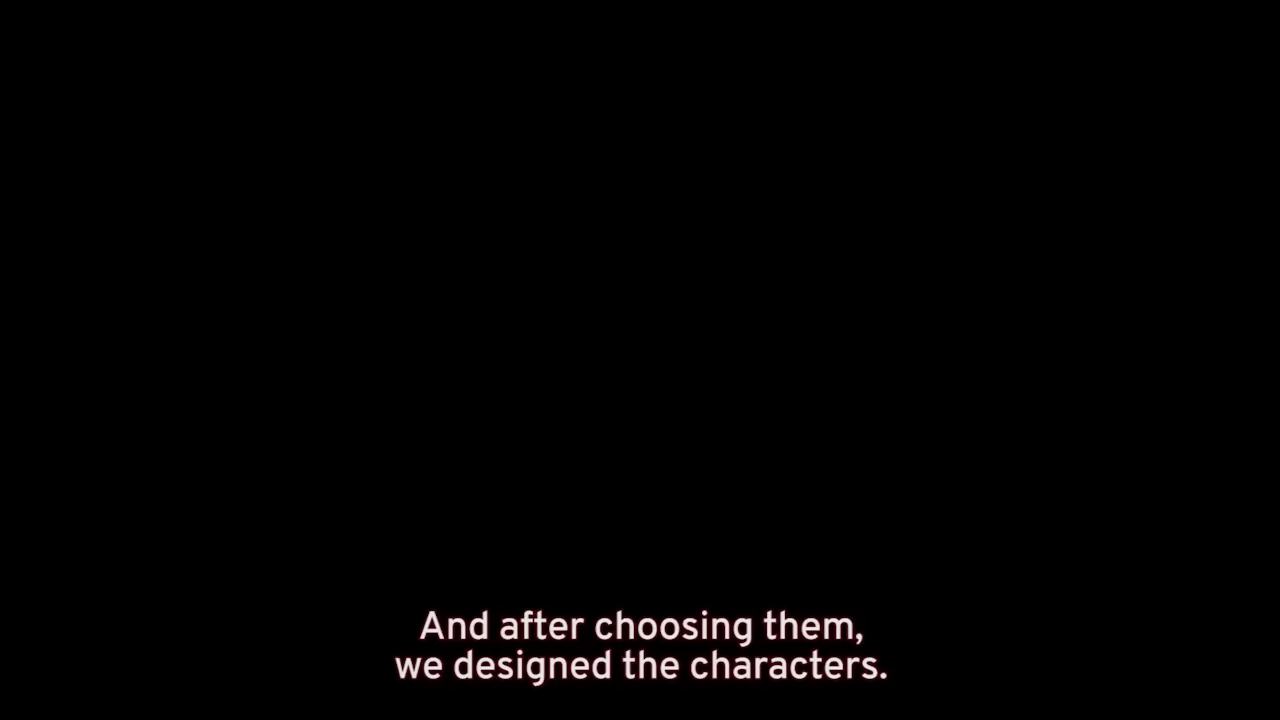 And after choosing them,
we designed the characters.